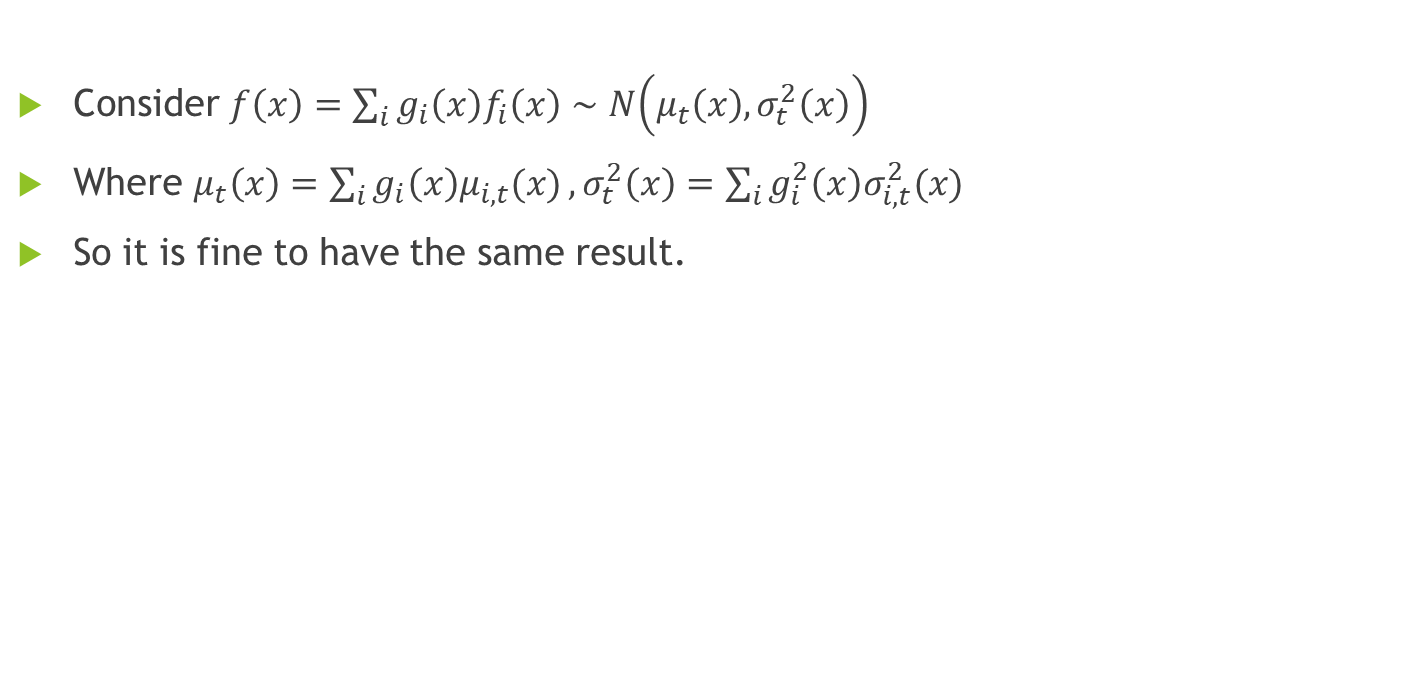 Consider f(x) = ∑ᵢ gᵢ(x)fᵢ(x) ~ N(μₜ(x), σₜ²(x))
Where μₜ(x) = ∑ᵢ gᵢ(x)μᵢ,ₜ(x) , σₜ²(x) = ∑ᵢ gᵢ²(x)σᵢ,ₜ²(x)
So it is fine to have the same result.